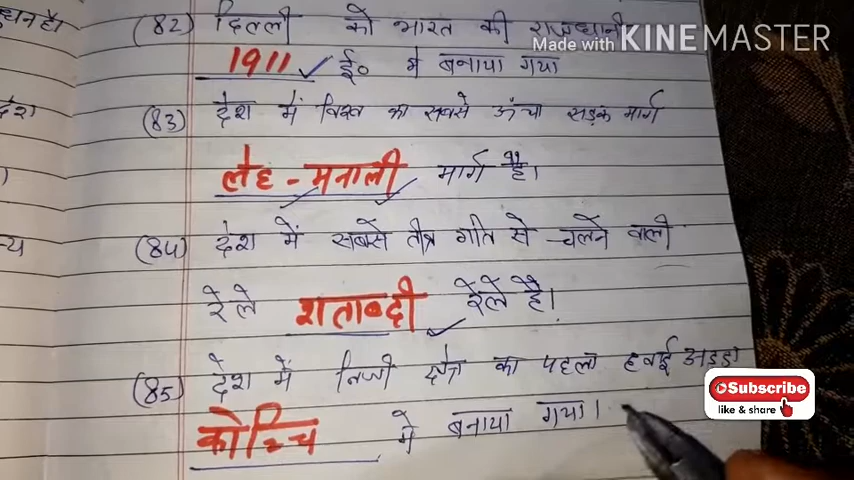 (82) दिल्ली को भारत की राजधानी
1911 ई० मे बनाया गया
(83) देश में विश्व का सबसे ऊँचा सड़क मार्ग
लेह - मनाली मार्ग है।
(84) देश में सबसे तीव्र गति से चलने वाली
रेले शताब्दी रेले है।
(85) देश में निजी क्षेत्र का पहला हवाई अड्डा
कोच्चि मे बनाया गया।
Made with KINEMASTER
Subscribe
like & share